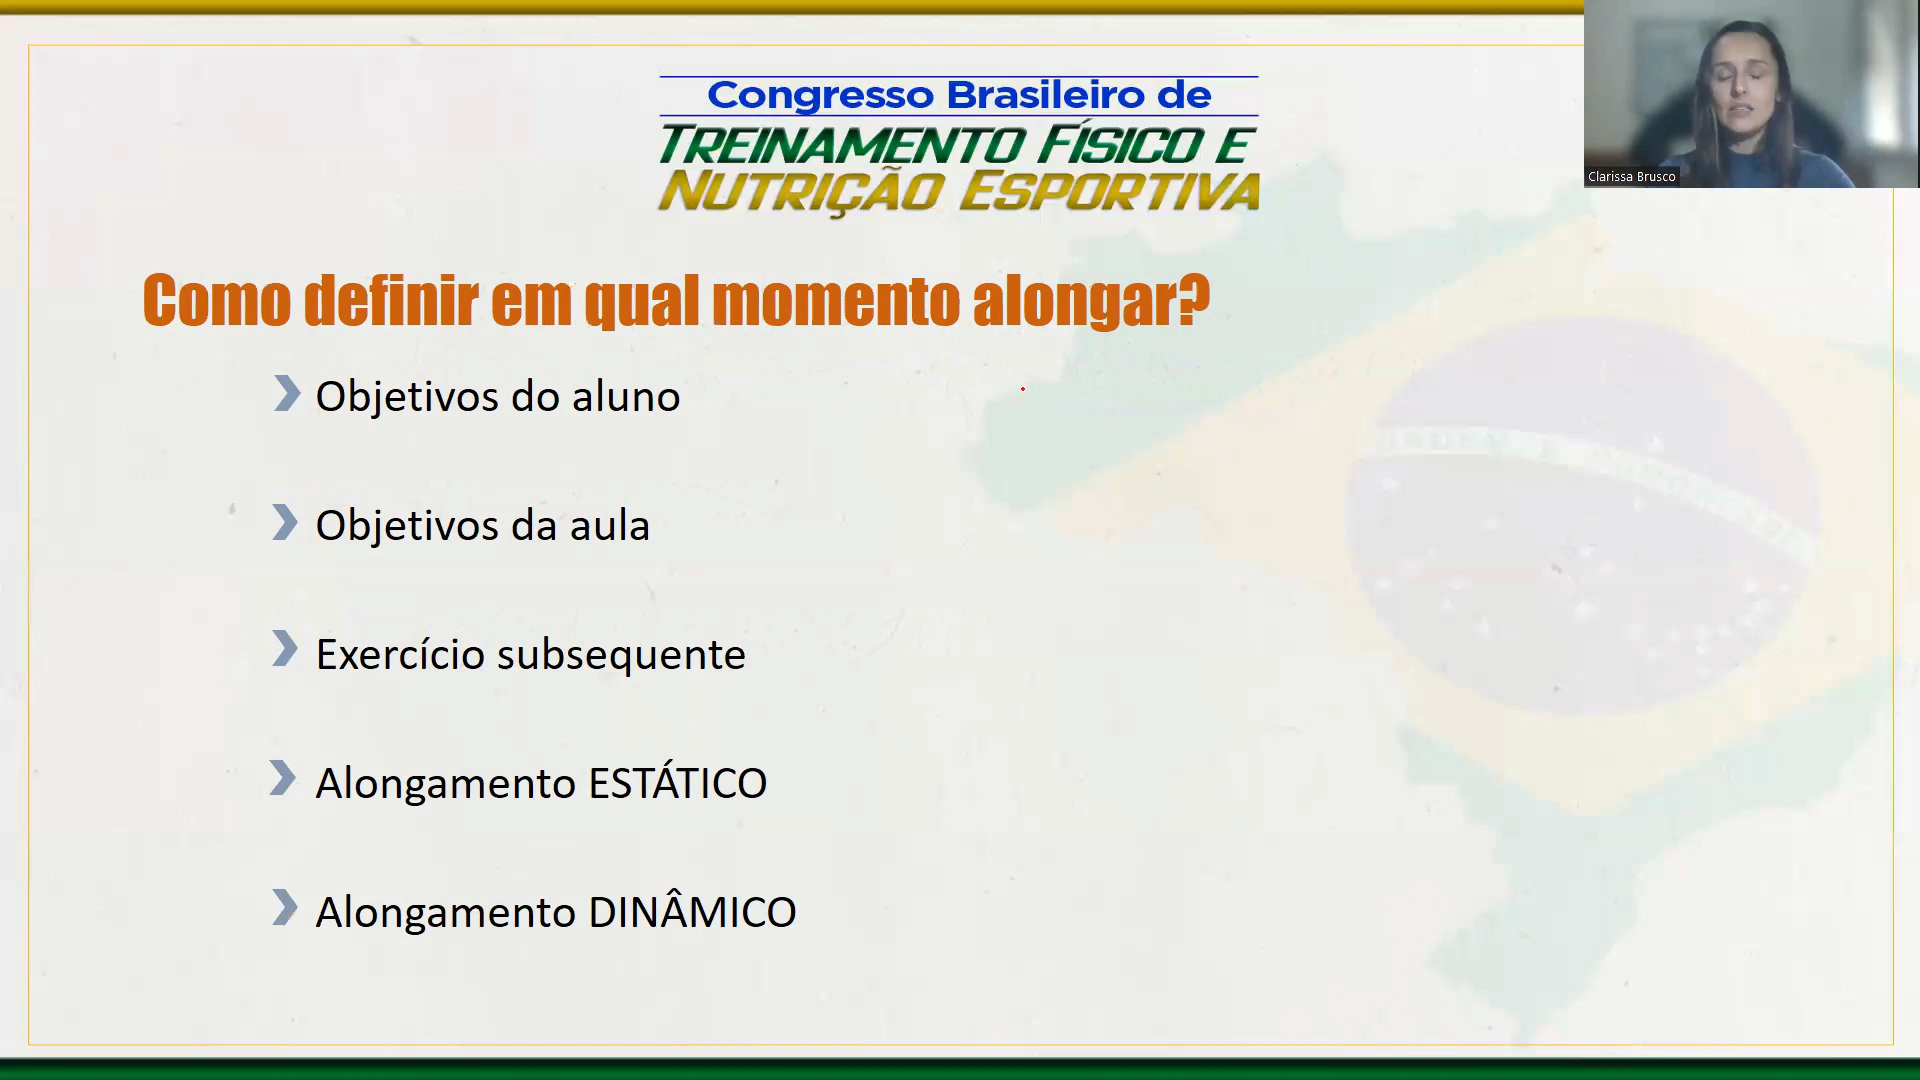 Congresso Brasileiro de
TREINAMENTO FÍSICO E
NUTRIÇÃO ESPORTIVA
Clarissa Brusco
Como definir em qual momento alongar?
Objetivos do aluno
Objetivos da aula
Exercício subsequente
Alongamento ESTÁTICO
Alongamento DINÂMICO